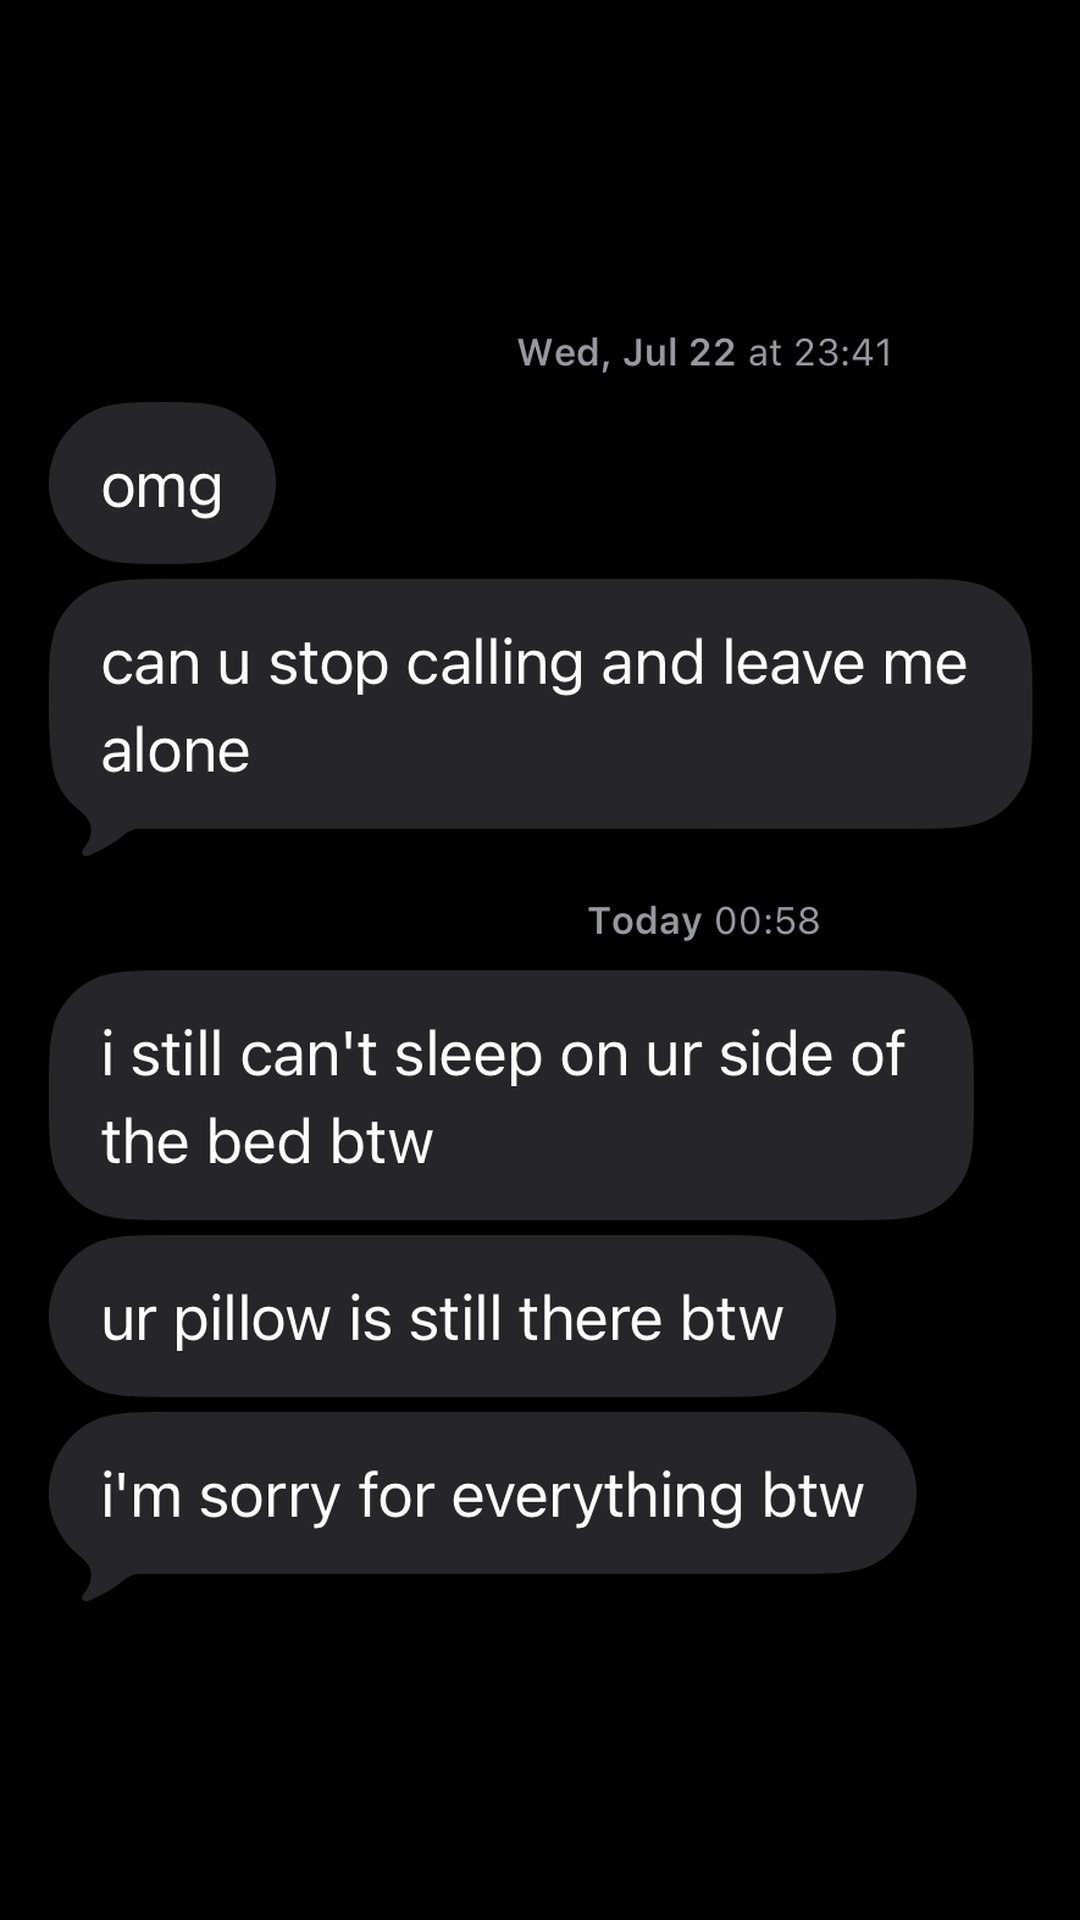 Wed, Jul 22 at 23:41
omg
can u stop calling and leave me
alone
Today 00:58
i still can't sleep on ur side of
the bed btw
ur pillow is still there btw
i'm sorry for everything btw